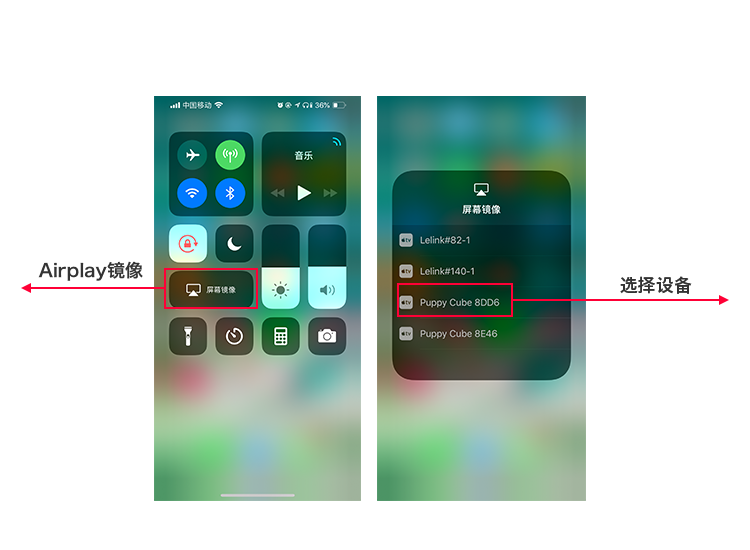 中国移动
36%
音乐
Airplay镜像
屏幕镜像
屏幕镜像
tv Lelink#82-1
tv Lelink#140-1
tv Puppy Cube 8DD6
tv Puppy Cube 8E46
选择设备